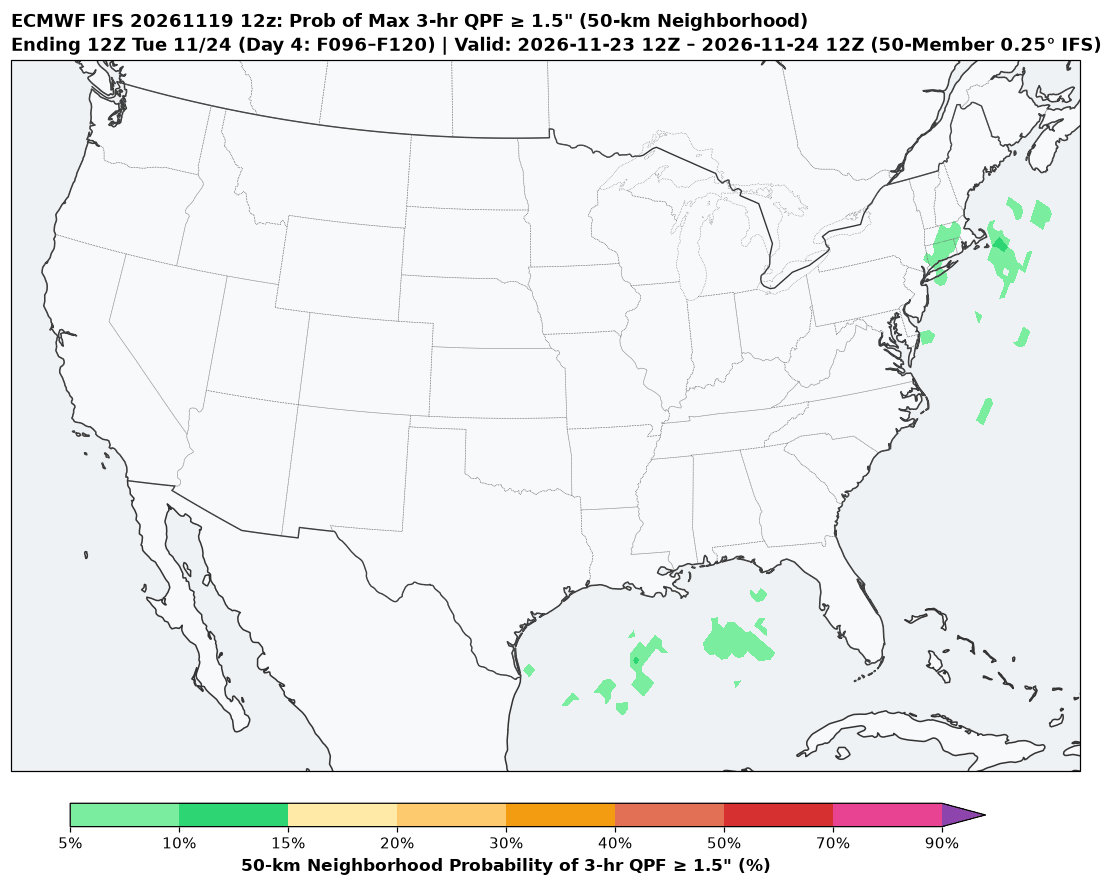 ECMWF IFS 20261119 12z: Prob of Max 3-hr QPF ≥ 1.5" (50-km Neighborhood)
Ending 12Z Tue 11/24 (Day 4: F096–F120) | Valid: 2026-11-23 12Z – 2026-11-24 12Z (50-Member 0.25° IFS)
5% 10% 15% 20% 30% 40% 50% 70% 90%
50-km Neighborhood Probability of 3-hr QPF ≥ 1.5" (%)